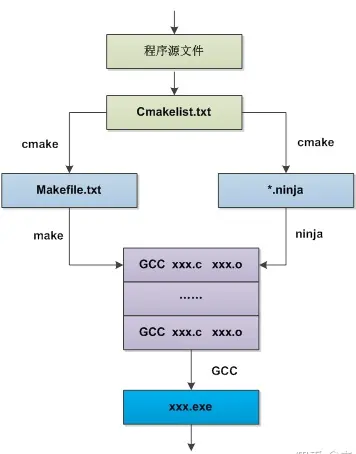 程序源文件
Cmakelist.txt
cmake
cmake
Makefile.txt
*.ninja
make
ninja
GCC xxx.c xxx.o
......
GCC xxx.c xxx.o
GCC
xxx.exe